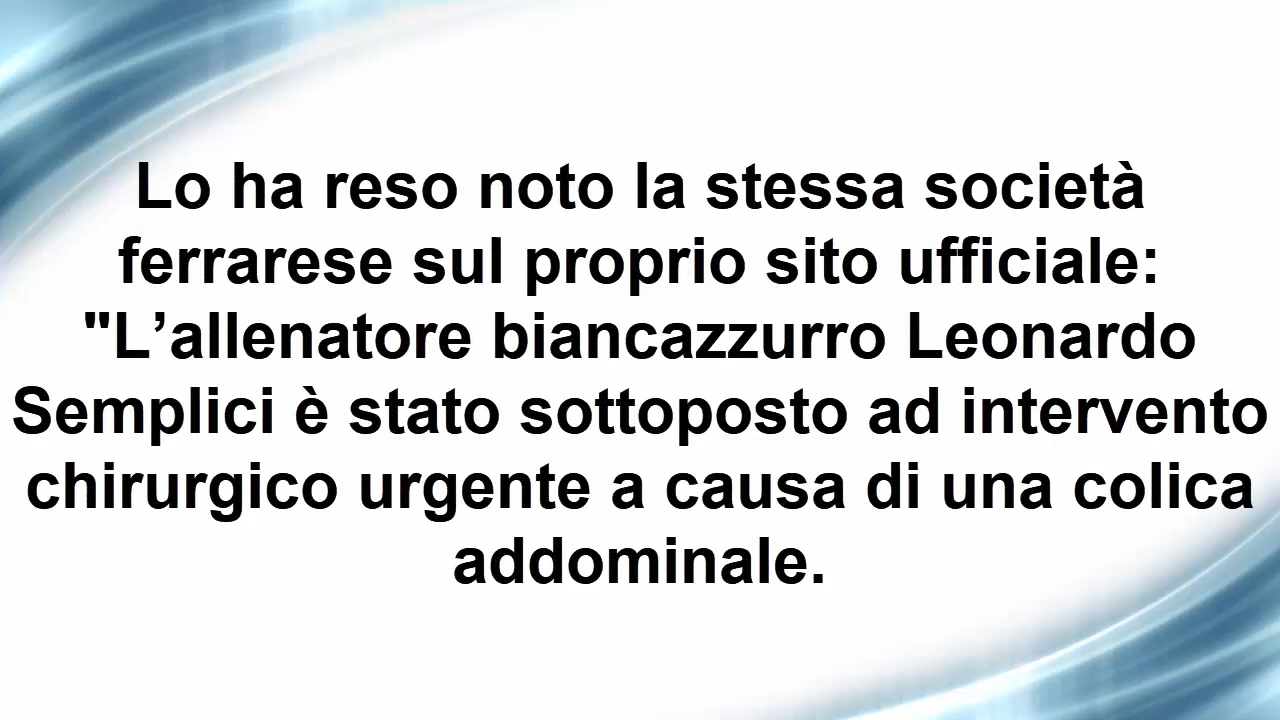 Lo ha reso noto la stessa società
ferrarese sul proprio sito ufficiale:
"L’allenatore biancazzurro Leonardo
Semplici è stato sottoposto ad intervento
chirurgico urgente a causa di una colica
addominale.